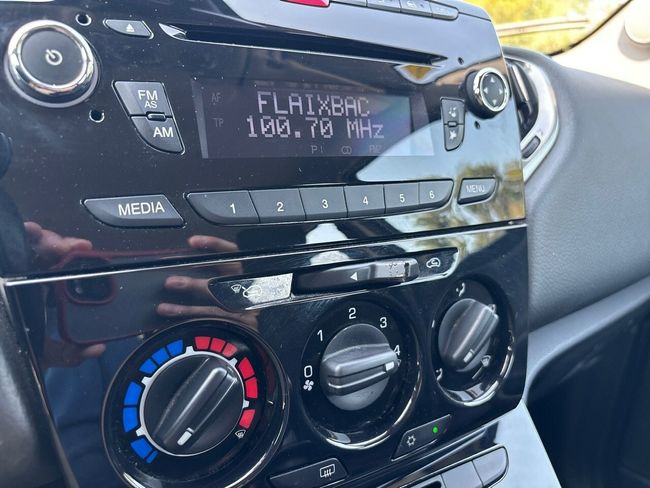 FM
AS
AM
AF
TP
FLAIXBAC
100.70 MHz
MEDIA
1
2
3
4
5
6
MENU
0
1
2
3
4